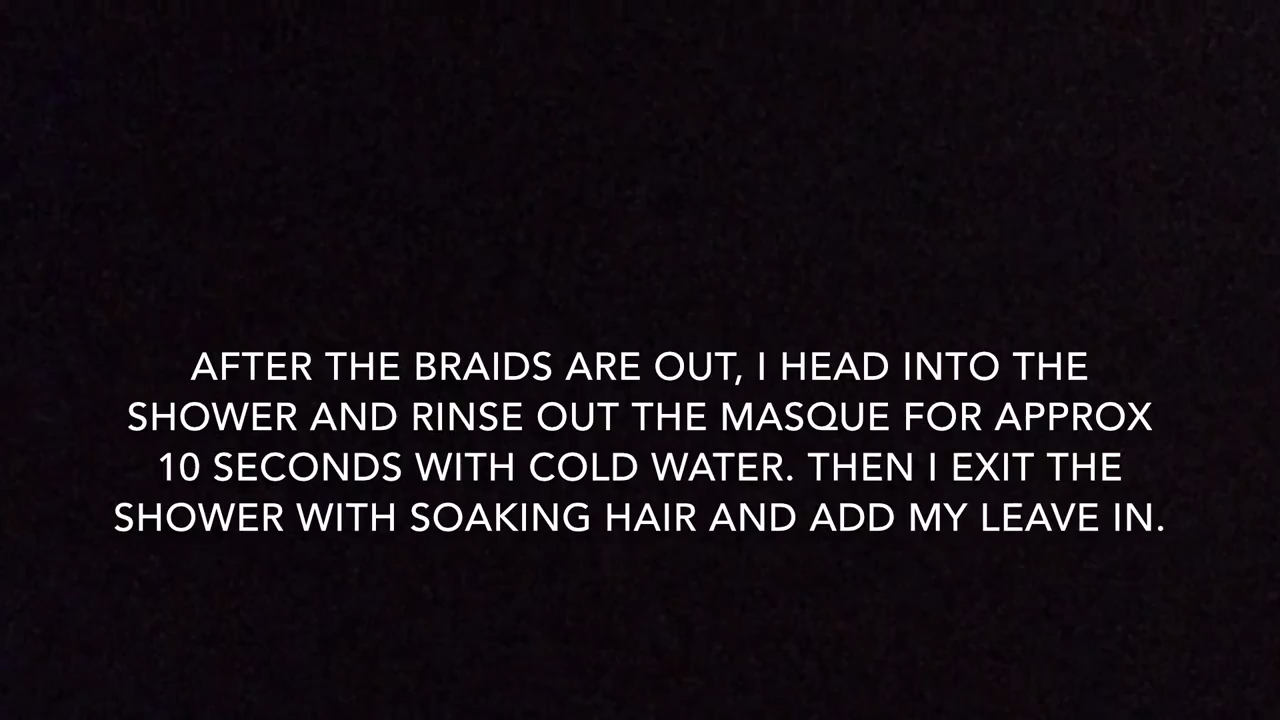 AFTER THE BRAIDS ARE OUT, I HEAD INTO THE
SHOWER AND RINSE OUT THE MASQUE FOR APPROX
10 SECONDS WITH COLD WATER. THEN I EXIT THE
SHOWER WITH SOAKING HAIR AND ADD MY LEAVE IN.